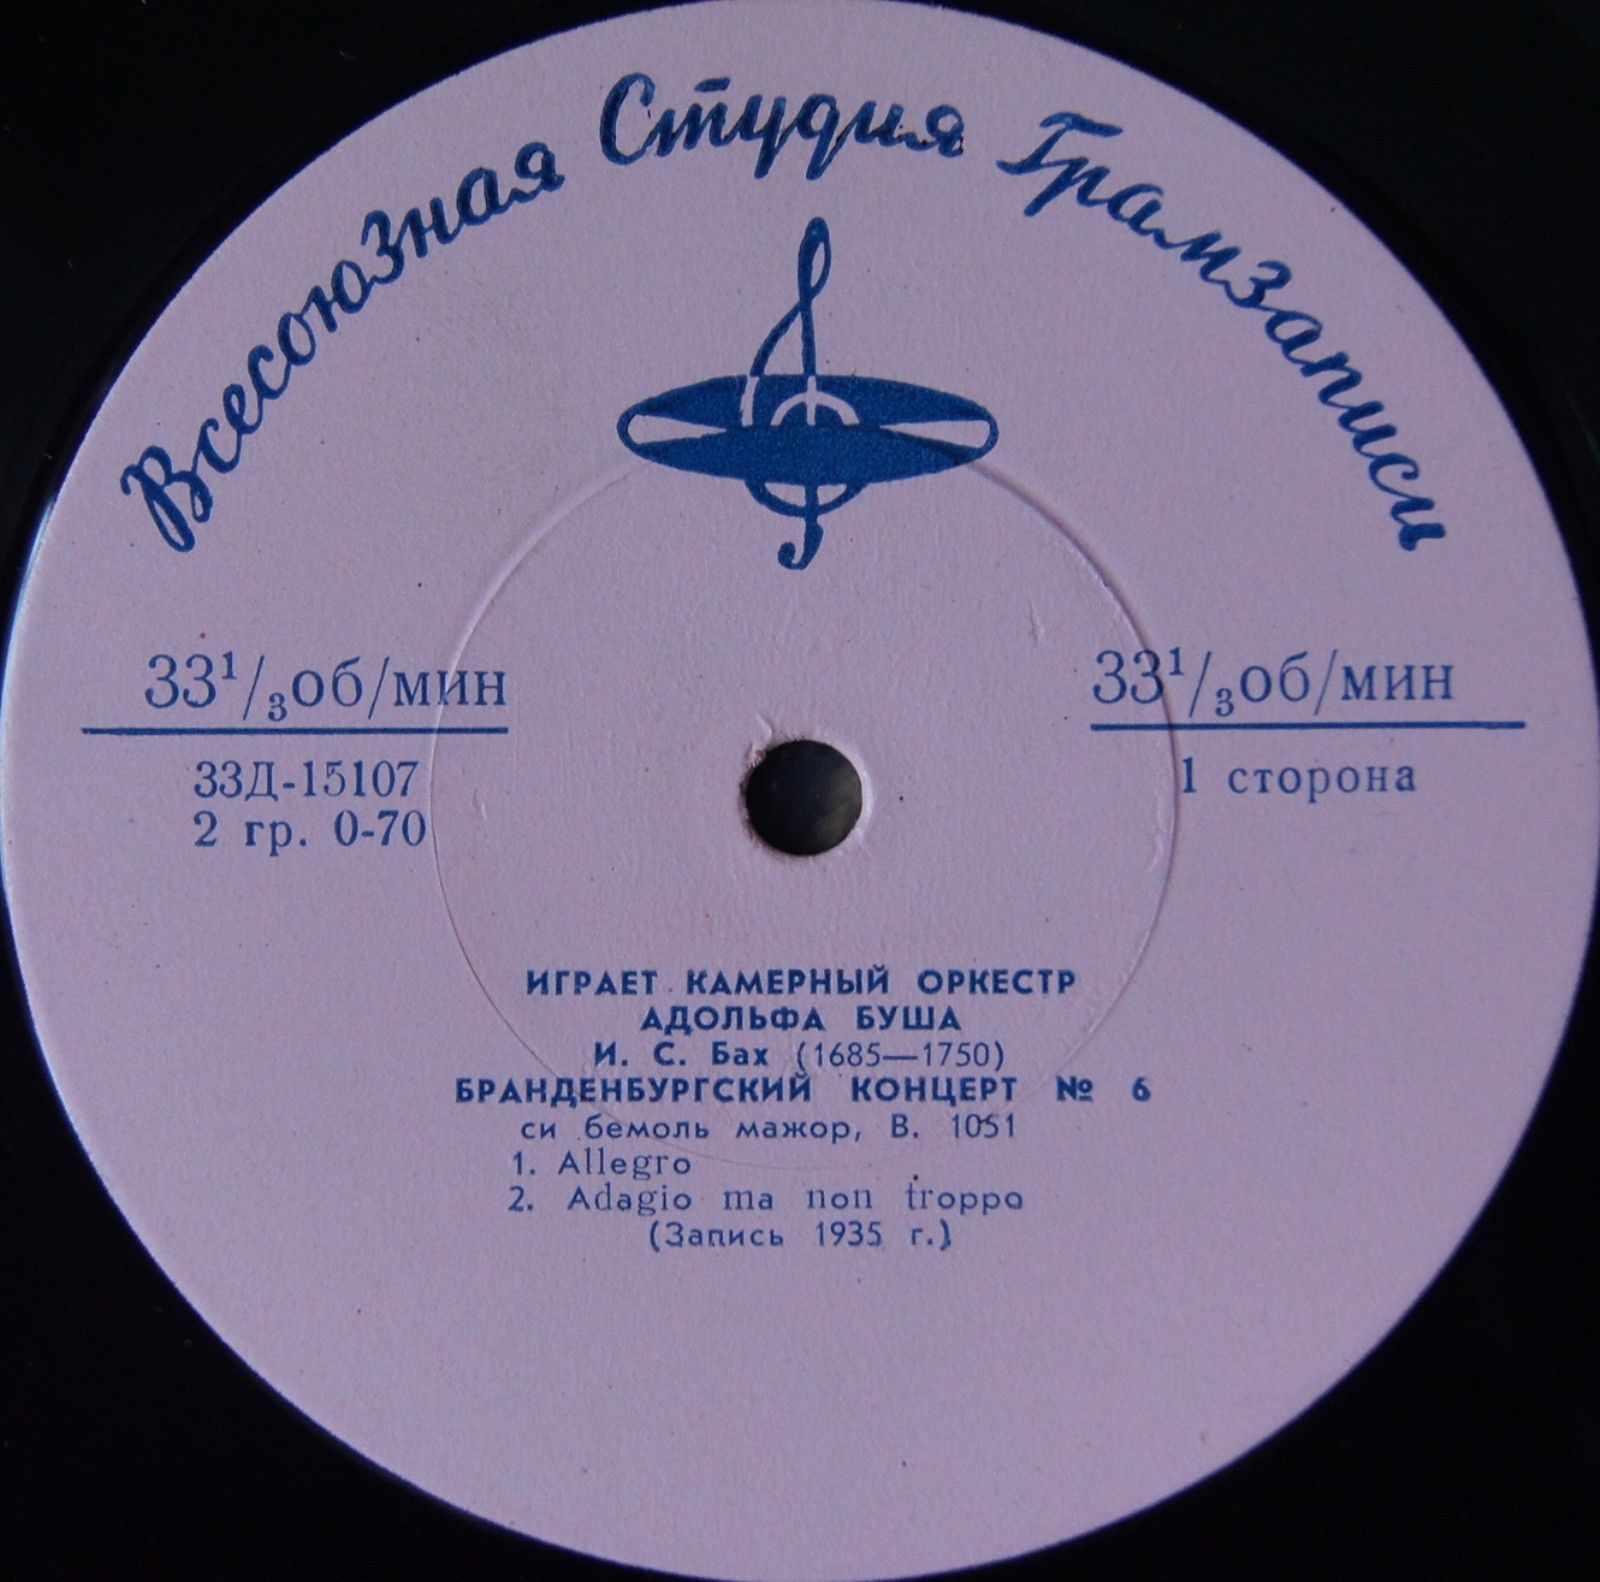 Всесоюзная Студия Грамзаписи
33¹/₃об/мин
33Д-15107
2 гр. 0-70
33¹/₃об/мин
1 сторона
ИГРАЕТ КАМЕРНЫЙ ОРКЕСТР
АДОЛЬФА БУША
И. С. Бах (1685—1750)
БРАНДЕНБУРГСКИЙ КОНЦЕРТ № 6
си бемоль мажор, В. 1051
1. Allegro
2. Adagio ma non troppo
(Запись 1935 г.)